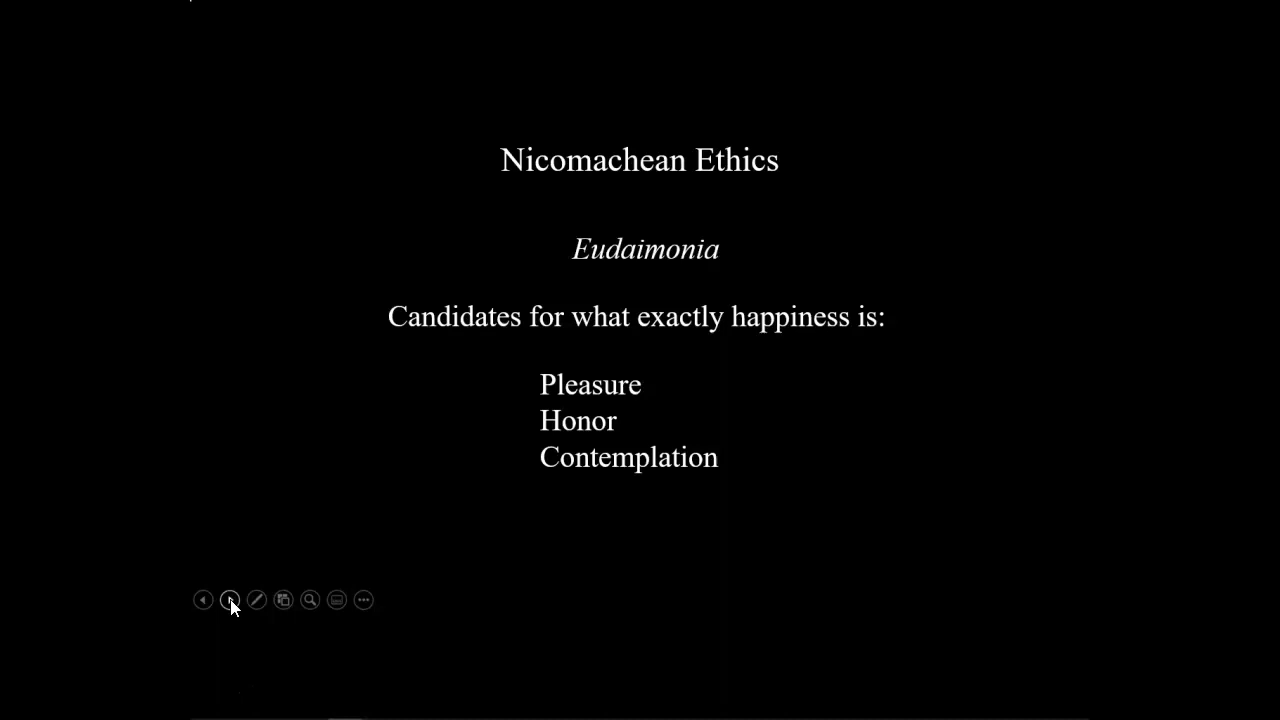 Nicomachean Ethics
Eudaimonia
Candidates for what exactly happiness is:
Pleasure
Honor
Contemplation